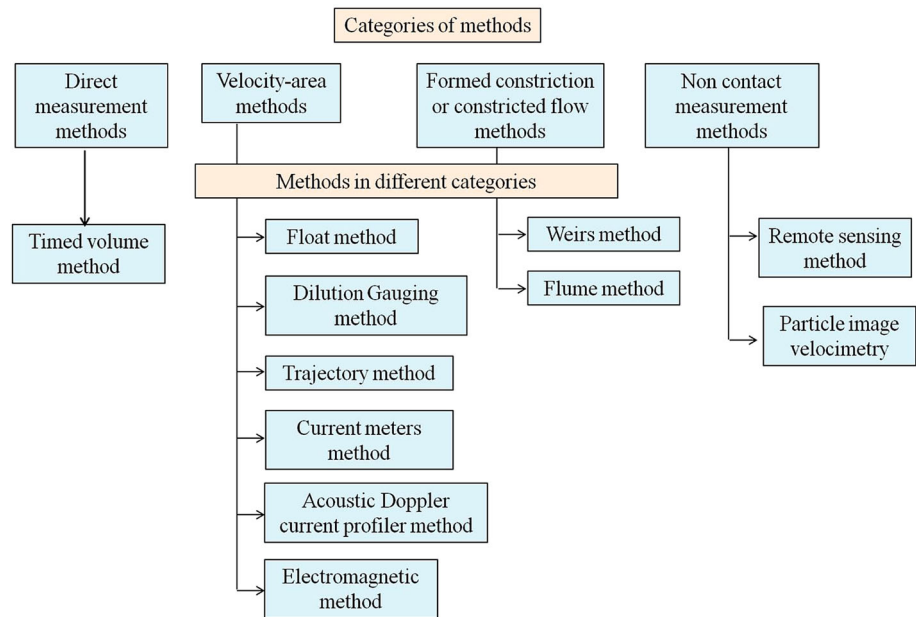 Categories of methods
Direct
measurement
methods
Velocity-area
methods
Formed constriction
or constricted flow
methods
Non contact
measurement
methods
Methods in different categories
Timed volume
method
Float method
Dilution Gauging
method
Trajectory method
Current meters
method
Acoustic Doppler
current profiler method
Electromagnetic
method
Weirs method
Flume method
Remote sensing
method
Particle image
velocimetry